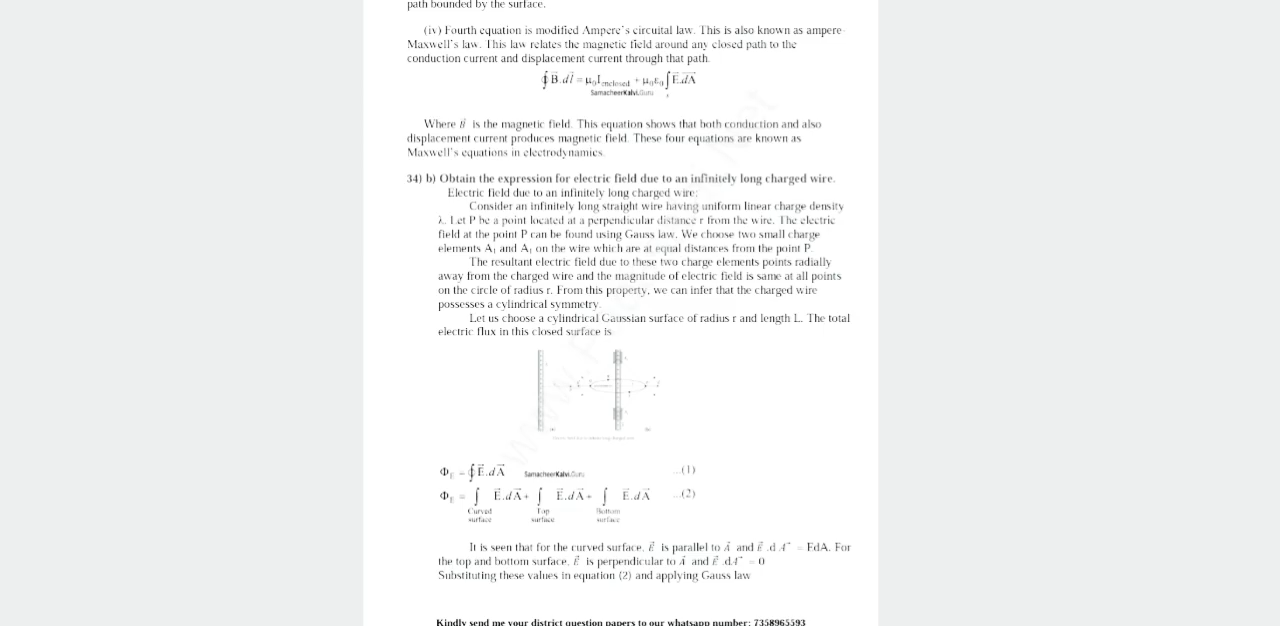 path bounded by the surface.
(iv) Fourth equation is modified Ampere's circuital law. This is also known as ampere-
Maxwell's law. This law relates the magnetic field around any closed path to the
conduction current and displacement current through that path.
∮ B⃗.dl⃗ = μ₀I enclosed + μ₀ε₀ ∫ E⃗.dA⃗
SamacheerKalvi.Guru s
Where B⃗ is the magnetic field. This equation shows that both conduction and also
displacement current produces magnetic field. These four equations are known as
Maxwell's equations in electrodynamics.
34) b) Obtain the expression for electric field due to an infinitely long charged wire.
Electric field due to an infinitely long charged wire:
Consider an infinitely long straight wire having uniform linear charge density
λ. Let P be a point located at a perpendicular distance r from the wire. The electric
field at the point P can be found using Gauss law. We choose two small charge
elements A₁ and A₁ on the wire which are at equal distances from the point P.
The resultant electric field due to these two charge elements points radially
away from the charged wire and the magnitude of electric field is same at all points
on the circle of radius r. From this property, we can infer that the charged wire
possesses a cylindrical symmetry.
Let us choose a cylindrical Gaussian surface of radius r and length L. The total
electric flux in this closed surface is
(a) (b)
Φ_E = ∮ E⃗.dA⃗ SamacheerKalvi.Guru ...(1)
Φ_E = ∫ E⃗.dA⃗ + ∫ E⃗.dA⃗ + ∫ E⃗.dA⃗ ...(2)
Curved Top Bottom
surface surface surface
It is seen that for the curved surface, E⃗ is parallel to A⃗ and E⃗ .d A⃗ = EdA. For
the top and bottom surface, E⃗ is perpendicular to A⃗ and E⃗ .dA⃗ = 0
Substituting these values in equation (2) and applying Gauss law
Kindly send me your district question papers to our whatsapp number: 7358965593